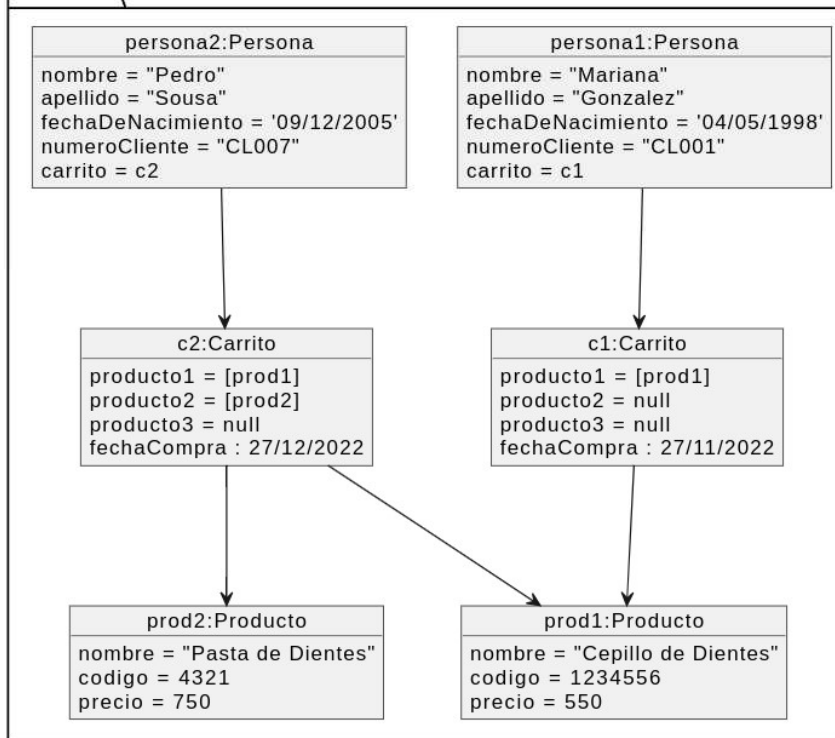 persona2:Persona
nombre = "Pedro"
apellido = "Sousa"
fechaDeNacimiento = '09/12/2005'
numeroCliente = "CL007"
carrito = c2
persona1:Persona
nombre = "Mariana"
apellido = "Gonzalez"
fechaDeNacimiento = '04/05/1998'
numeroCliente = "CL001"
carrito = c1
c2:Carrito
producto1 = [prod1]
producto2 = [prod2]
producto3 = null
fechaCompra : 27/12/2022
c1:Carrito
producto1 = [prod1]
producto2 = null
producto3 = null
fechaCompra : 27/11/2022
prod2:Producto
nombre = "Pasta de Dientes"
codigo = 4321
precio = 750
prod1:Producto
nombre = "Cepillo de Dientes"
codigo = 1234556
precio = 550